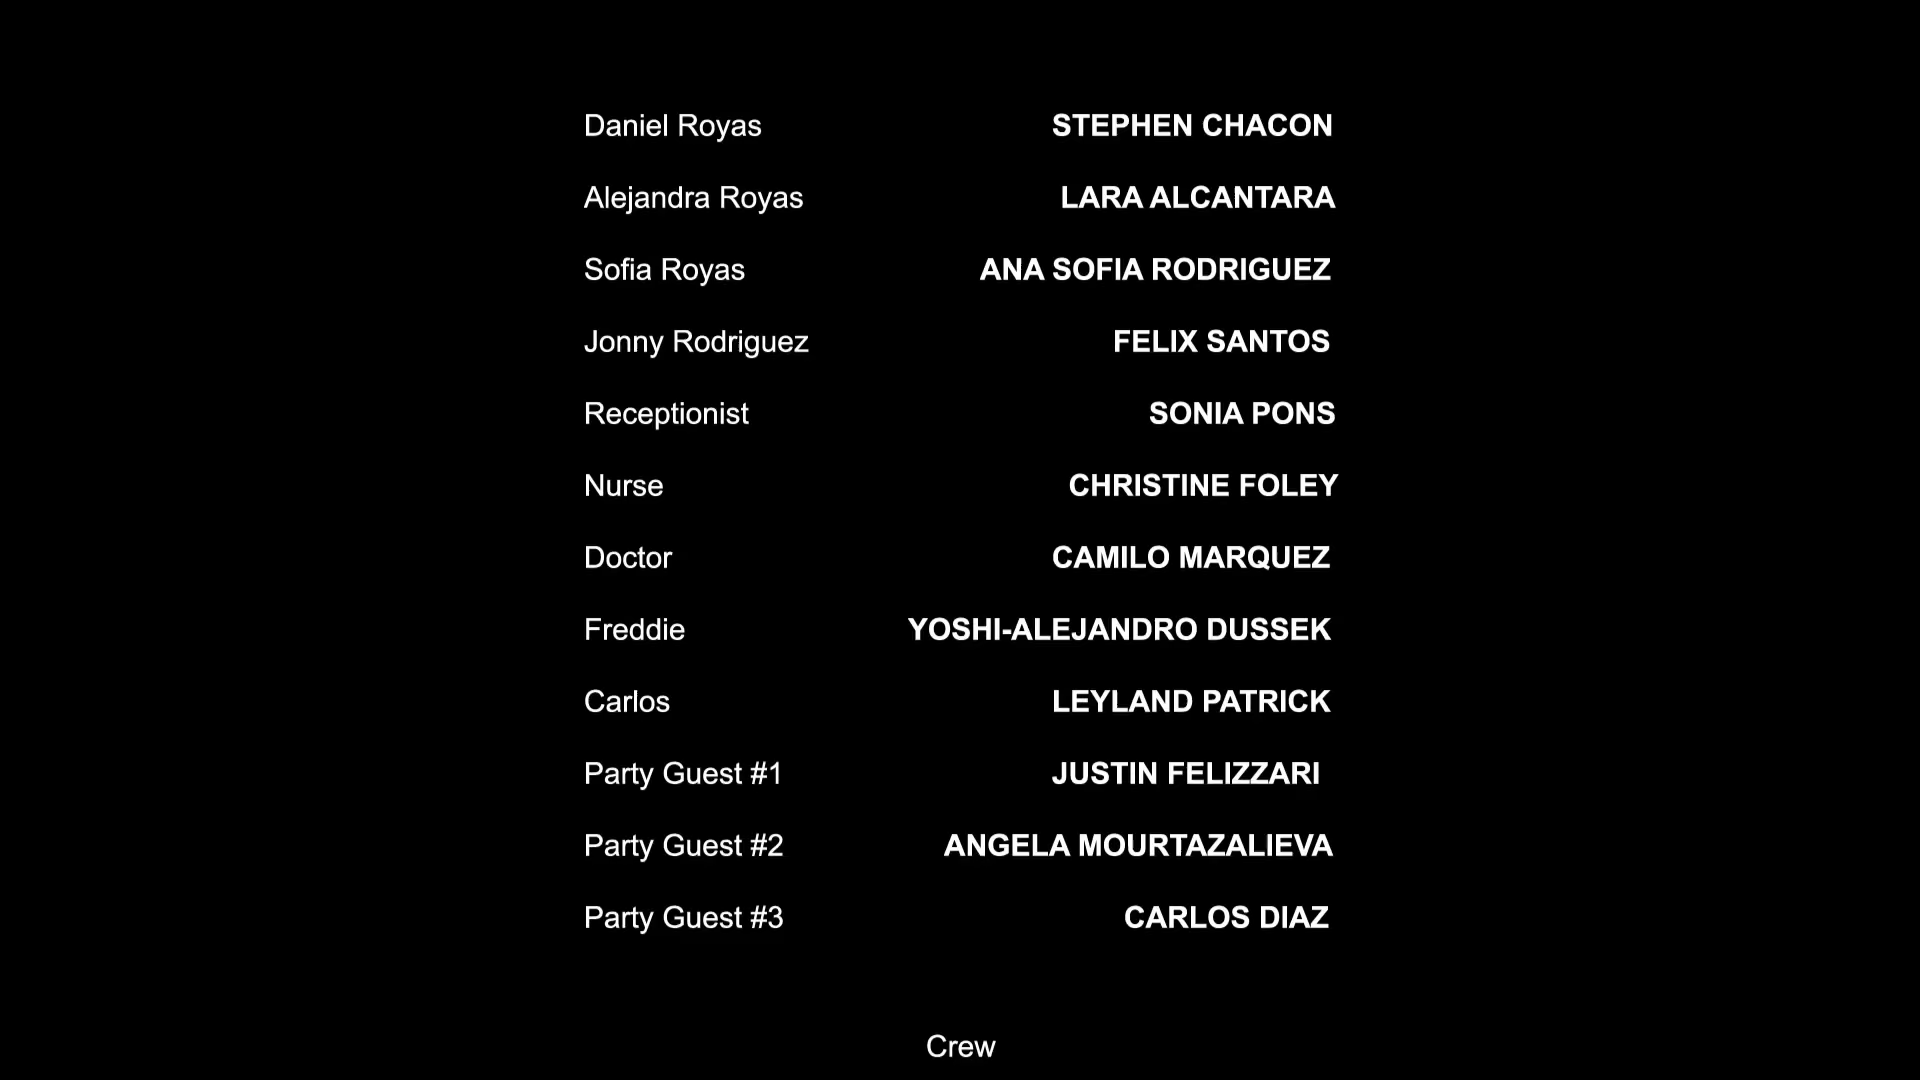 Daniel Royas STEPHEN CHACON
Alejandra Royas LARA ALCANTARA
Sofia Royas ANA SOFIA RODRIGUEZ
Jonny Rodriguez FELIX SANTOS
Receptionist SONIA PONS
Nurse CHRISTINE FOLEY
Doctor CAMILO MARQUEZ
Freddie YOSHI-ALEJANDRO DUSSEK
Carlos LEYLAND PATRICK
Party Guest #1 JUSTIN FELIZZARI
Party Guest #2 ANGELA MOURTAZALIEVA
Party Guest #3 CARLOS DIAZ
Crew